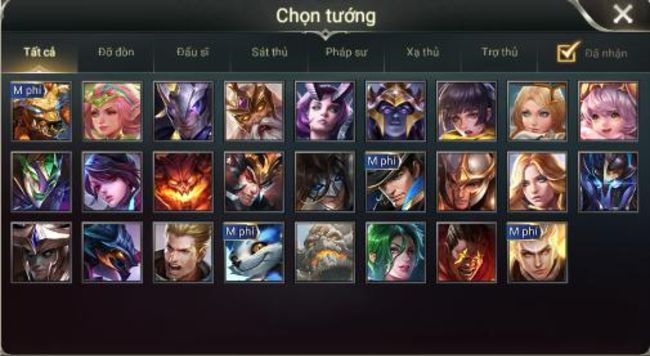 Chọn tướng
Tất cả Đỡ đòn Đấu sĩ Sát thủ Pháp sư Xạ thủ Trợ thủ Đã nhận
M phí
M phí
M phí M phí